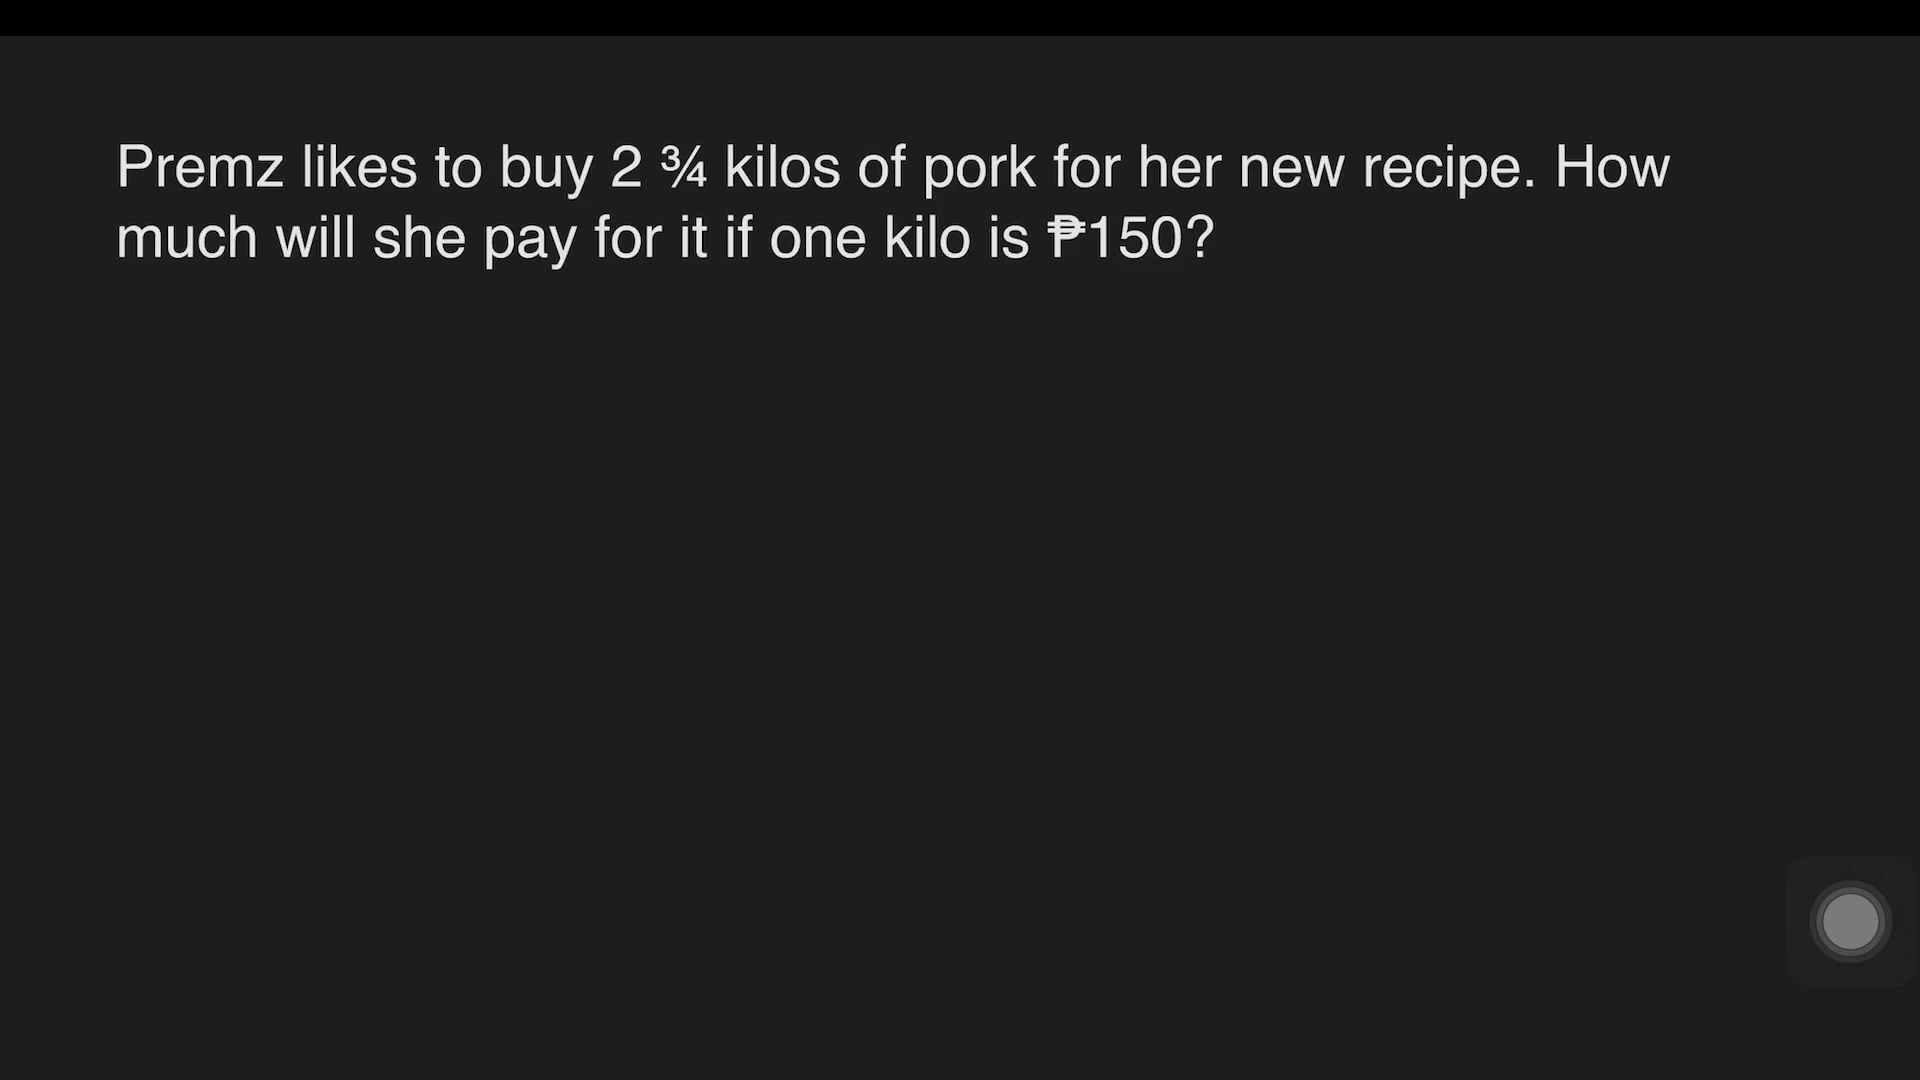 Premz likes to buy 2 ¾ kilos of pork for her new recipe. How
much will she pay for it if one kilo is ₱150?